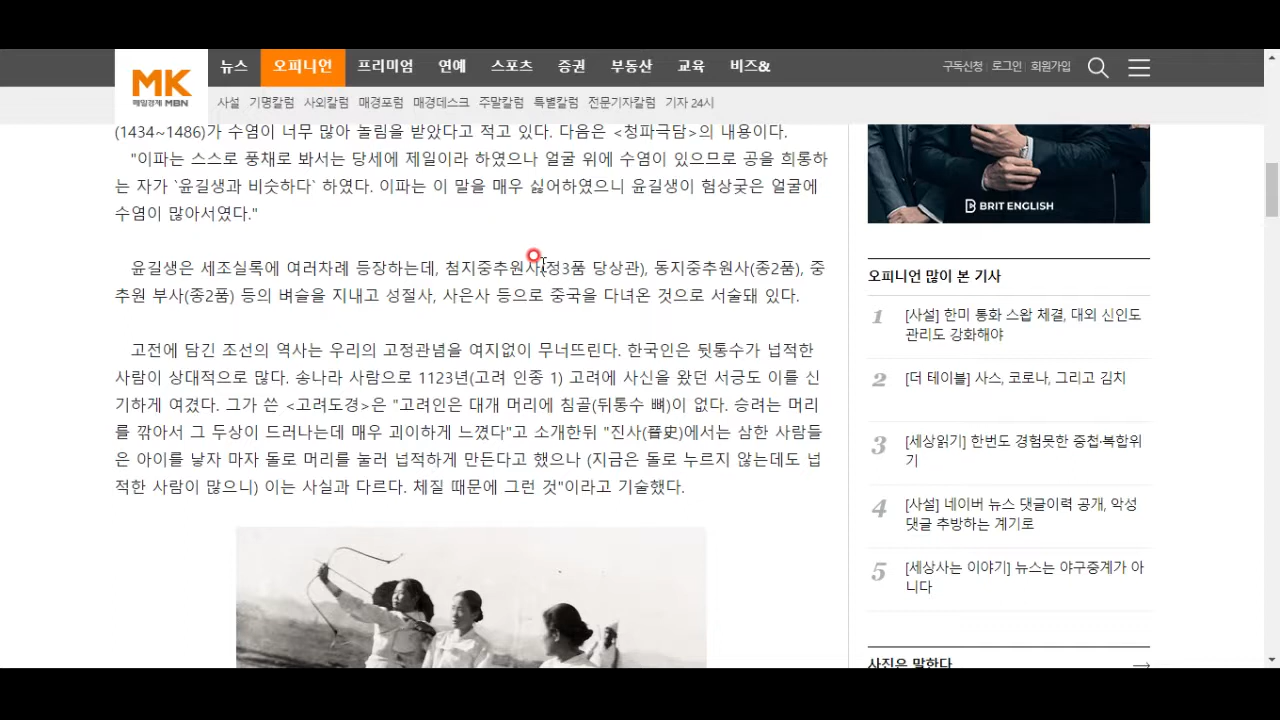 MK
매일경제 MBN
뉴스 오피니언 프리미엄 연예 스포츠 증권 부동산 교육 비즈&
구독신청 로그인 회원가입
사설 기명칼럼 사외칼럼 매경포럼 매경데스크 주말칼럼 특별칼럼 전문기자칼럼 기자 24시
(1434~1486)가 수염이 너무 많아 놀림을 받았다고 적고 있다. 다음은 <청파극담>의 내용이다.
"이파는 스스로 풍채로 봐서는 당세에 제일이라 하였으나 얼굴 위에 수염이 있으므로 공을 희롱하
는 자가 `윤길생과 비슷하다` 하였다. 이파는 이 말을 매우 싫어하였으니 윤길생이 험상궂은 얼굴에
수염이 많아서였다."
윤길생은 세조실록에 여러차례 등장하는데, 첨지중추원사(정3품 당상관), 동지중추원사(종2품), 중
추원 부사(종2품) 등의 벼슬을 지내고 성절사, 사은사 등으로 중국을 다녀온 것으로 서술돼 있다.
고전에 담긴 조선의 역사는 우리의 고정관념을 여지없이 무너뜨린다. 한국인은 뒷통수가 넙적한
사람이 상대적으로 많다. 송나라 사람으로 1123년(고려 인종 1) 고려에 사신을 왔던 서긍도 이를 신
기하게 여겼다. 그가 쓴 <고려도경>은 "고려인은 대개 머리에 침골(뒤통수 뼈)이 없다. 승려는 머리
를 깎아서 그 두상이 드러나는데 매우 괴이하게 느꼈다"고 소개한뒤 "진사(晉史)에서는 삼한 사람들
은 아이를 낳자 마자 돌로 머리를 눌러 넙적하게 만든다고 했으나 (지금은 돌로 누르지 않는데도 넙
적한 사람이 많으니) 이는 사실과 다르다. 체질 때문에 그런 것"이라고 기술했다.
BRIT ENGLISH
오피니언 많이 본 기사
1 [사설] 한미 통화 스왑 체결, 대외 신인도
관리도 강화해야
2 [더 테이블] 사스, 코로나, 그리고 김치
3 [세상읽기] 한번도 경험못한 중첩·복합위
기
4 [사설] 네이버 뉴스 댓글이력 공개, 악성
댓글 추방하는 계기로
5 [세상사는 이야기] 뉴스는 야구중계가 아
니다
사진은 말한다